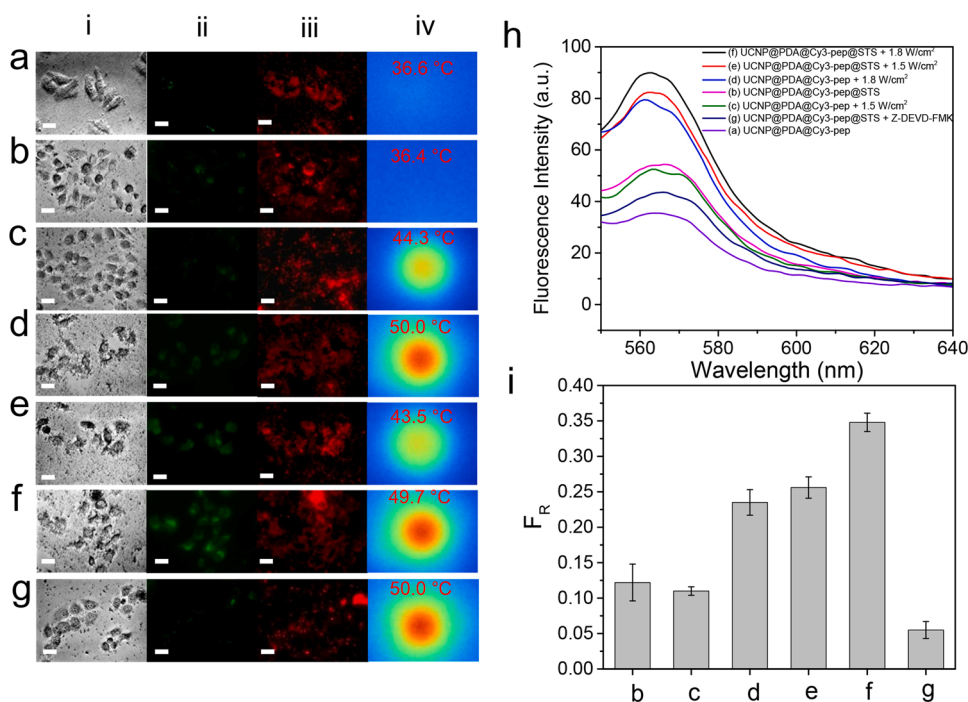 i ii iii iv
a
36.6 °C
b
36.4 °C
c
44.3 °C
d
50.0 °C
e
43.5 °C
f
49.7 °C
g
50.0 °C
h
Fluorescence Intensity (a.u.)
100
80
60
40
20
0
560 580 600 620 640
Wavelength (nm)
(f) UCNP@PDA@Cy3-pep@STS + 1.8 W/cm²
(e) UCNP@PDA@Cy3-pep@STS + 1.5 W/cm²
(d) UCNP@PDA@Cy3-pep + 1.8 W/cm²
(b) UCNP@PDA@Cy3-pep@STS
(c) UCNP@PDA@Cy3-pep + 1.5 W/cm²
(g) UCNP@PDA@Cy3-pep@STS + Z-DEVD-FMK
(a) UCNP@PDA@Cy3-pep
i
F_R
0.40
0.35
0.30
0.25
0.20
0.15
0.10
0.05
0.00
b c d e f g